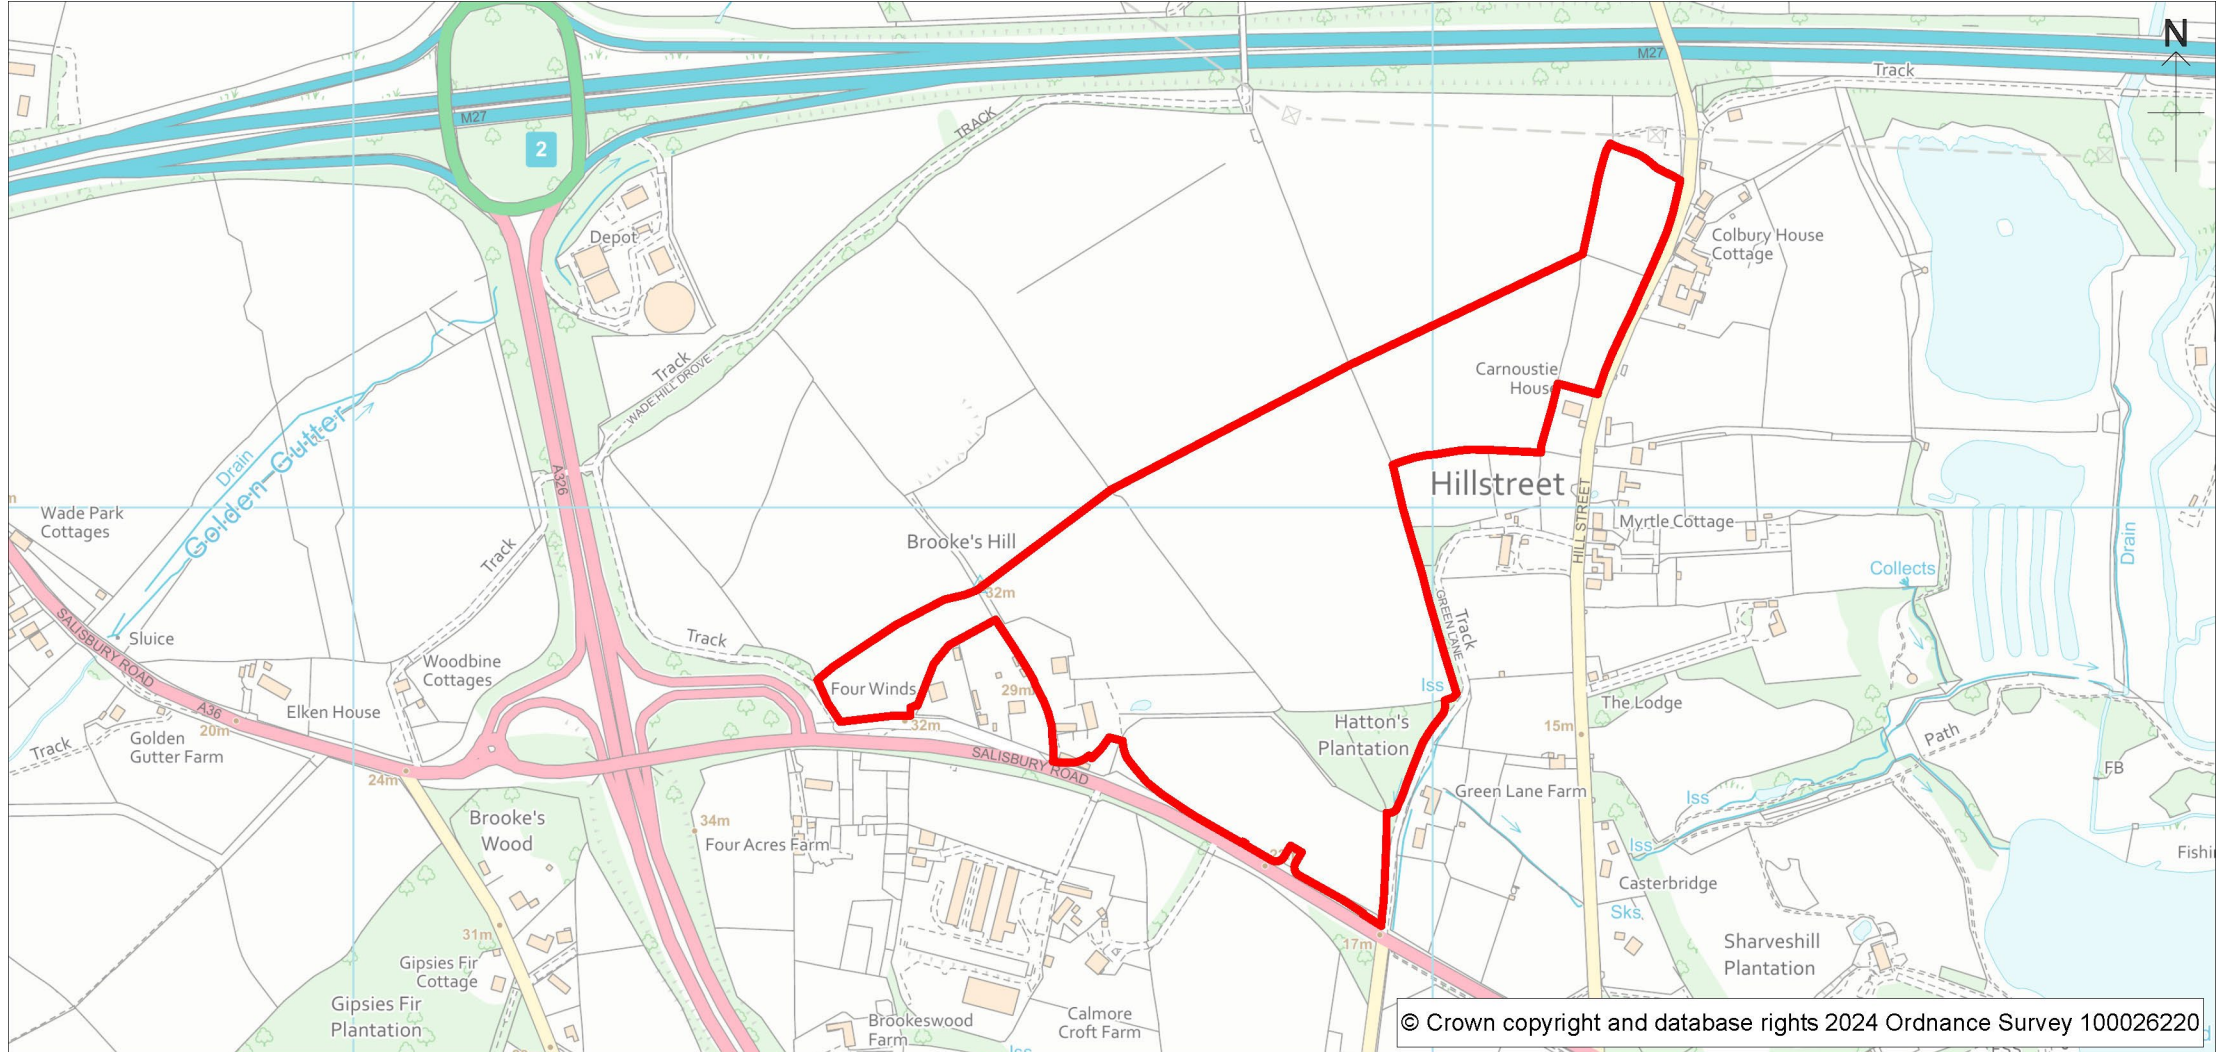 N
M27
Track
M27
2
TRACK
Depot
Colbury House
Cottage
Track
WADE HILL DROVE
Carnoustie
House
Drain
Golden Gutter
A326
Hillstreet
HILL STREET
Wade Park
Cottages
Track
Brooke's Hill
Myrtle Cottage
Drain
Collects
32m
GREEN LANE
Track
SALISBURY ROAD
Sluice
Track
Woodbine
Cottages
Four Winds
29m
Iss
A36
20m
Elken House
32m
Hatton's
Plantation
15m
The Lodge
Track
Golden
Gutter Farm
SALISBURY ROAD
Path
24m
FB
Green Lane Farm
Iss
Brooke's
Wood
34m
Four Acres Farm
Iss
Fishi
Casterbridge
Sks
31m
17m
Sharveshill
Plantation
Gipsies Fir
Cottage
Gipsies Fir
Plantation
Brookeswood
Farm
Calmore
Croft Farm
Iss
© Crown copyright and database rights 2024 Ordnance Survey 100026220